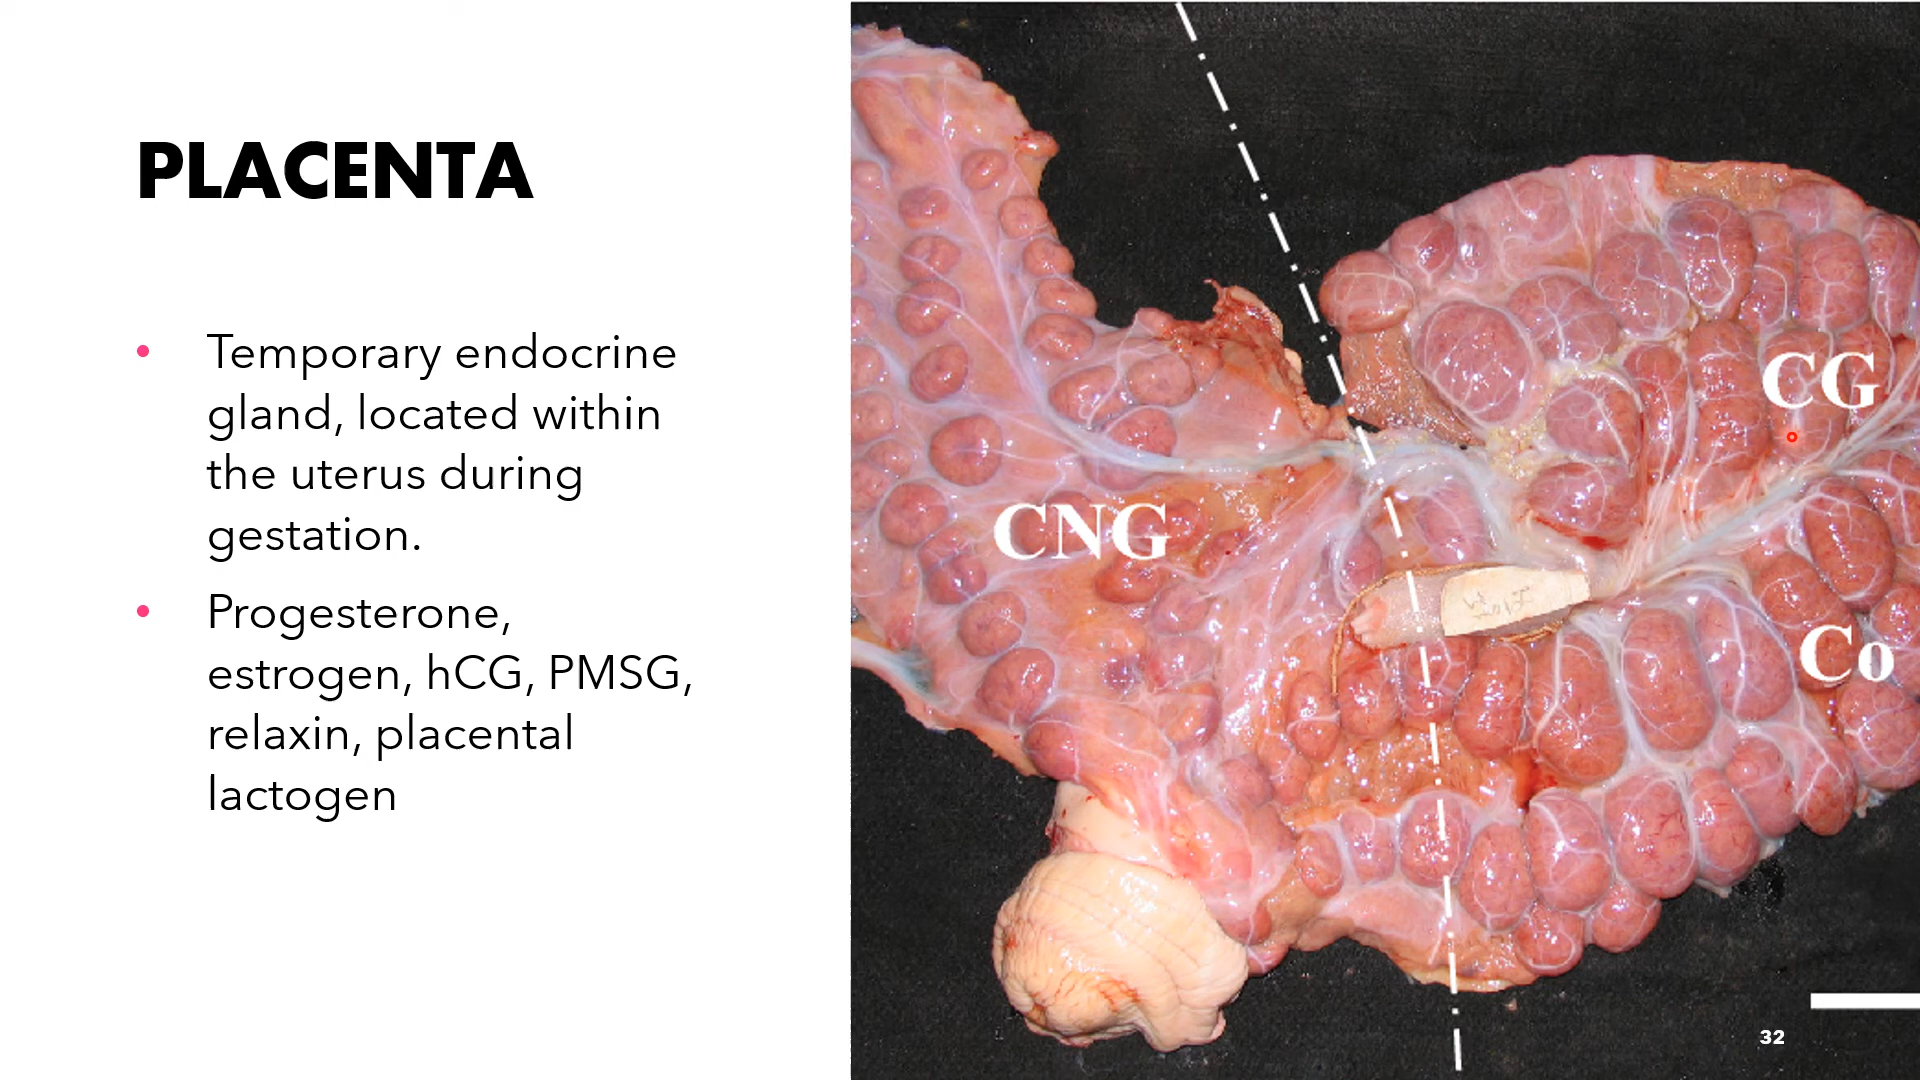 PLACENTA
• Temporary endocrine
gland, located within
the uterus during
gestation.
• Progesterone,
estrogen, hCG, PMSG,
relaxin, placental
lactogen
CG
CNG
Co
32